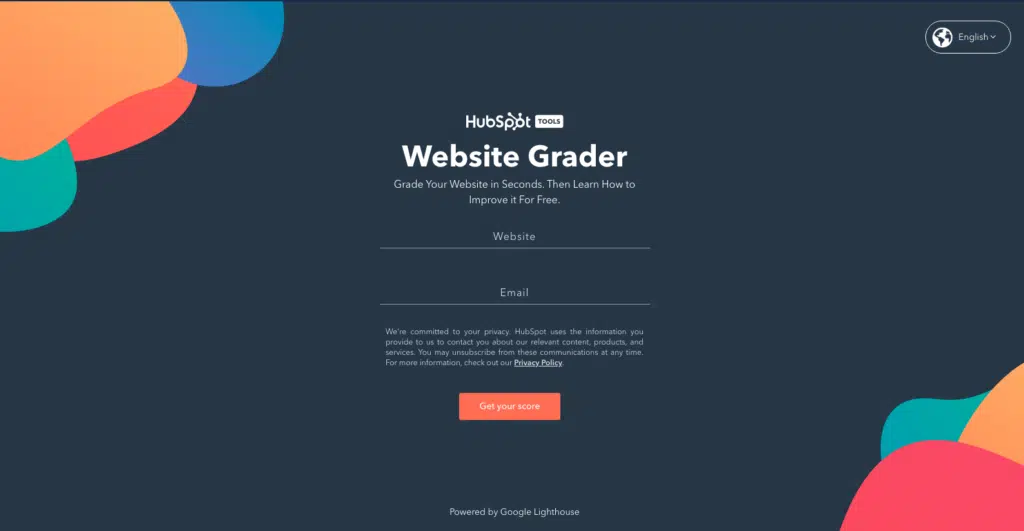 English
HubSpot TOOLS
Website Grader
Grade Your Website in Seconds. Then Learn How to
Improve it For Free.
Website
Email
We're committed to your privacy. HubSpot uses the information you
provide to us to contact you about our relevant content, products, and
services. You may unsubscribe from these communications at any time.
For more information, check out our Privacy Policy.
Get your score
Powered by Google Lighthouse